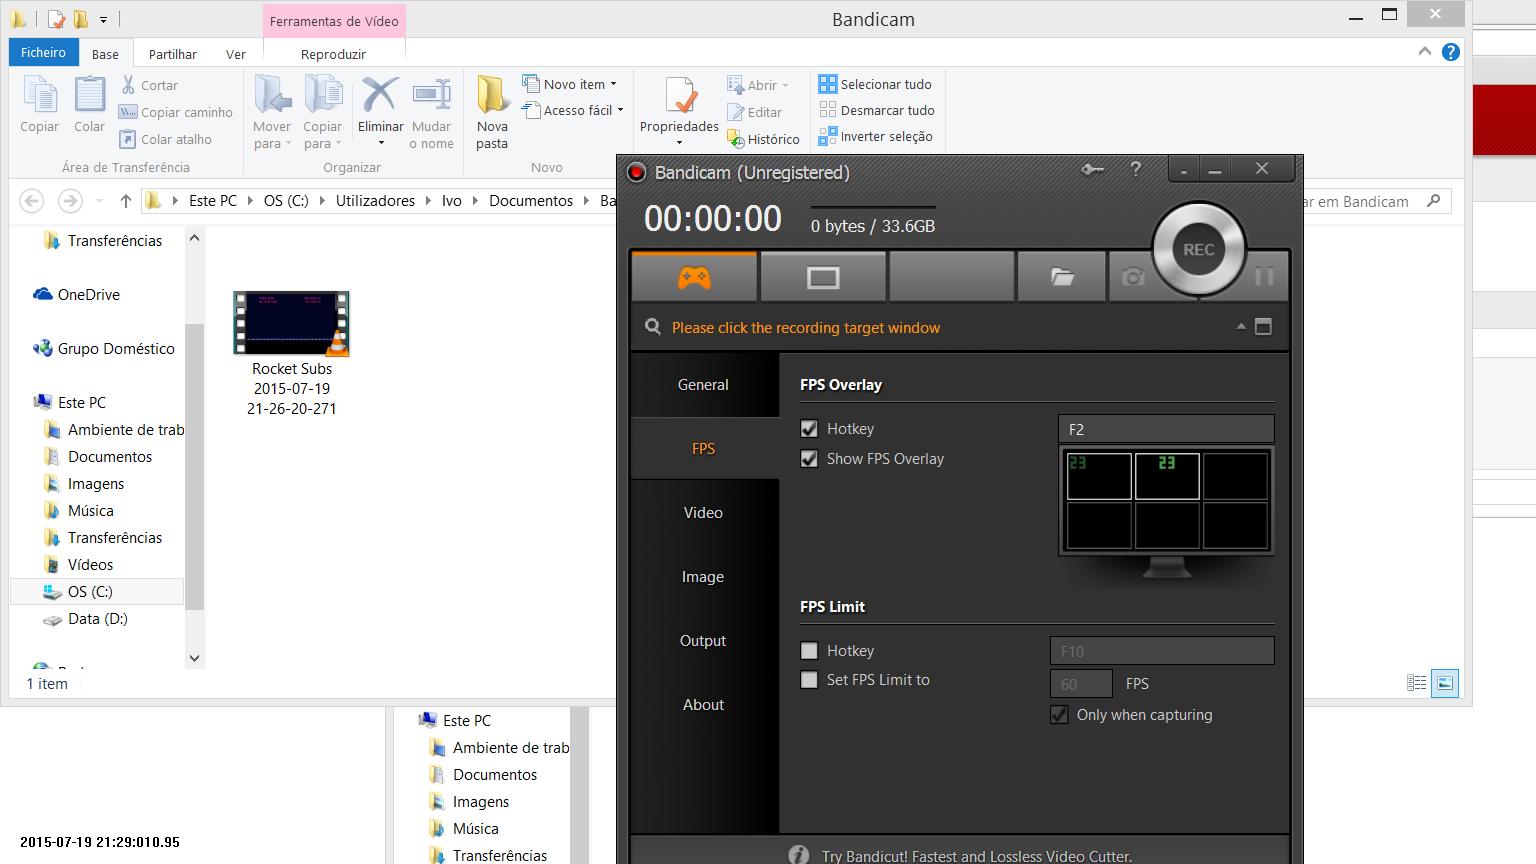 Ferramentas de Vídeo
Bandicam
Ficheiro
Base
Partilhar
Ver
Reproduzir
Copiar
Colar
Cortar
Copiar caminho
Colar atalho
Área de Transferência
Mover
para
Copiar
para
Eliminar
Mudar
o nome
Organizar
Nova
pasta
Novo item
Acesso fácil
Novo
Propriedades
Abrir
Editar
Histórico
Selecionar tudo
Desmarcar tudo
Inverter seleção
Este PC
OS (C:)
Utilizadores
Ivo
Documentos
Ba
ar em Bandicam
Transferências
OneDrive
Grupo Doméstico
Este PC
Ambiente de trab
Documentos
Imagens
Música
Transferências
Vídeos
OS (C:)
Data (D:)
1 item
Rocket Subs
2015-07-19
21-26-20-271
Bandicam (Unregistered)
?
00:00:00
0 bytes / 33.6GB
REC
Please click the recording target window
General
FPS
Video
Image
Output
About
FPS Overlay
Hotkey
F2
Show FPS Overlay
23
23
FPS Limit
Hotkey
F10
Set FPS Limit to
60
FPS
Only when capturing
Try Bandicut! Fastest and Lossless Video Cutter.
Este PC
Ambiente de trab
Documentos
Imagens
Música
Transferências
2015-07-19 21:29:010.95